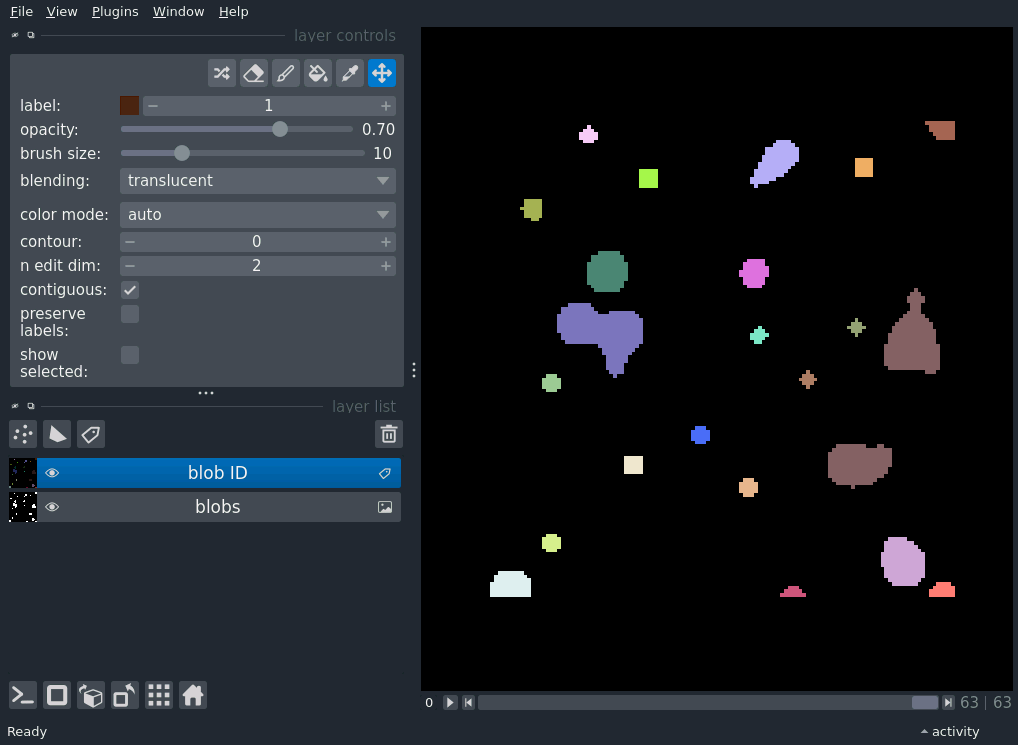 File View Plugins Window Help
layer controls
label: 1
opacity: 0.70
brush size: 10
blending: translucent
color mode: auto
contour: 0
n edit dim: 2
contiguous:
preserve
labels:
show
selected:
layer list
blob ID
blobs
0 63 | 63
Ready activity